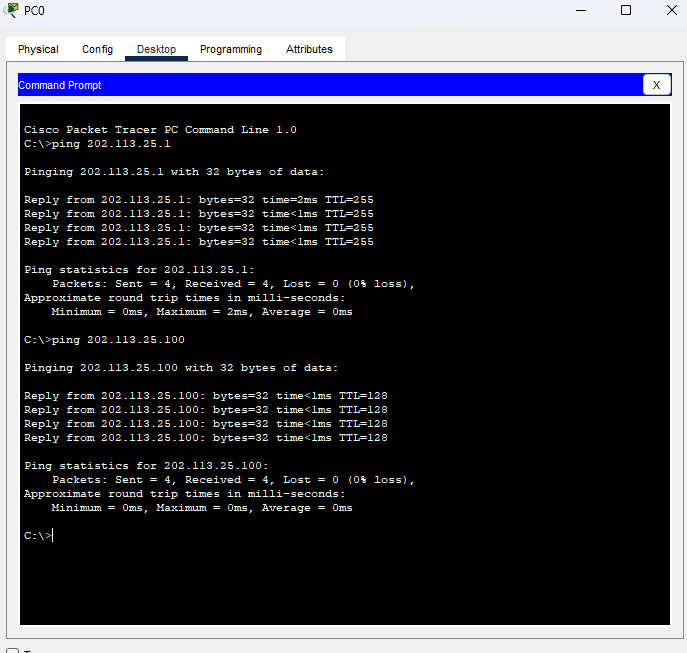 PC0
Physical Config Desktop Programming Attributes
Command Prompt X
Cisco Packet Tracer PC Command Line 1.0
C:\>ping 202.113.25.1
Pinging 202.113.25.1 with 32 bytes of data:
Reply from 202.113.25.1: bytes=32 time=2ms TTL=255
Reply from 202.113.25.1: bytes=32 time<1ms TTL=255
Reply from 202.113.25.1: bytes=32 time<1ms TTL=255
Reply from 202.113.25.1: bytes=32 time<1ms TTL=255
Ping statistics for 202.113.25.1:
Packets: Sent = 4, Received = 4, Lost = 0 (0% loss),
Approximate round trip times in milli-seconds:
Minimum = 0ms, Maximum = 2ms, Average = 0ms
C:\>ping 202.113.25.100
Pinging 202.113.25.100 with 32 bytes of data:
Reply from 202.113.25.100: bytes=32 time<1ms TTL=128
Reply from 202.113.25.100: bytes=32 time<1ms TTL=128
Reply from 202.113.25.100: bytes=32 time<1ms TTL=128
Reply from 202.113.25.100: bytes=32 time<1ms TTL=128
Ping statistics for 202.113.25.100:
Packets: Sent = 4, Received = 4, Lost = 0 (0% loss),
Approximate round trip times in milli-seconds:
Minimum = 0ms, Maximum = 0ms, Average = 0ms
C:\>